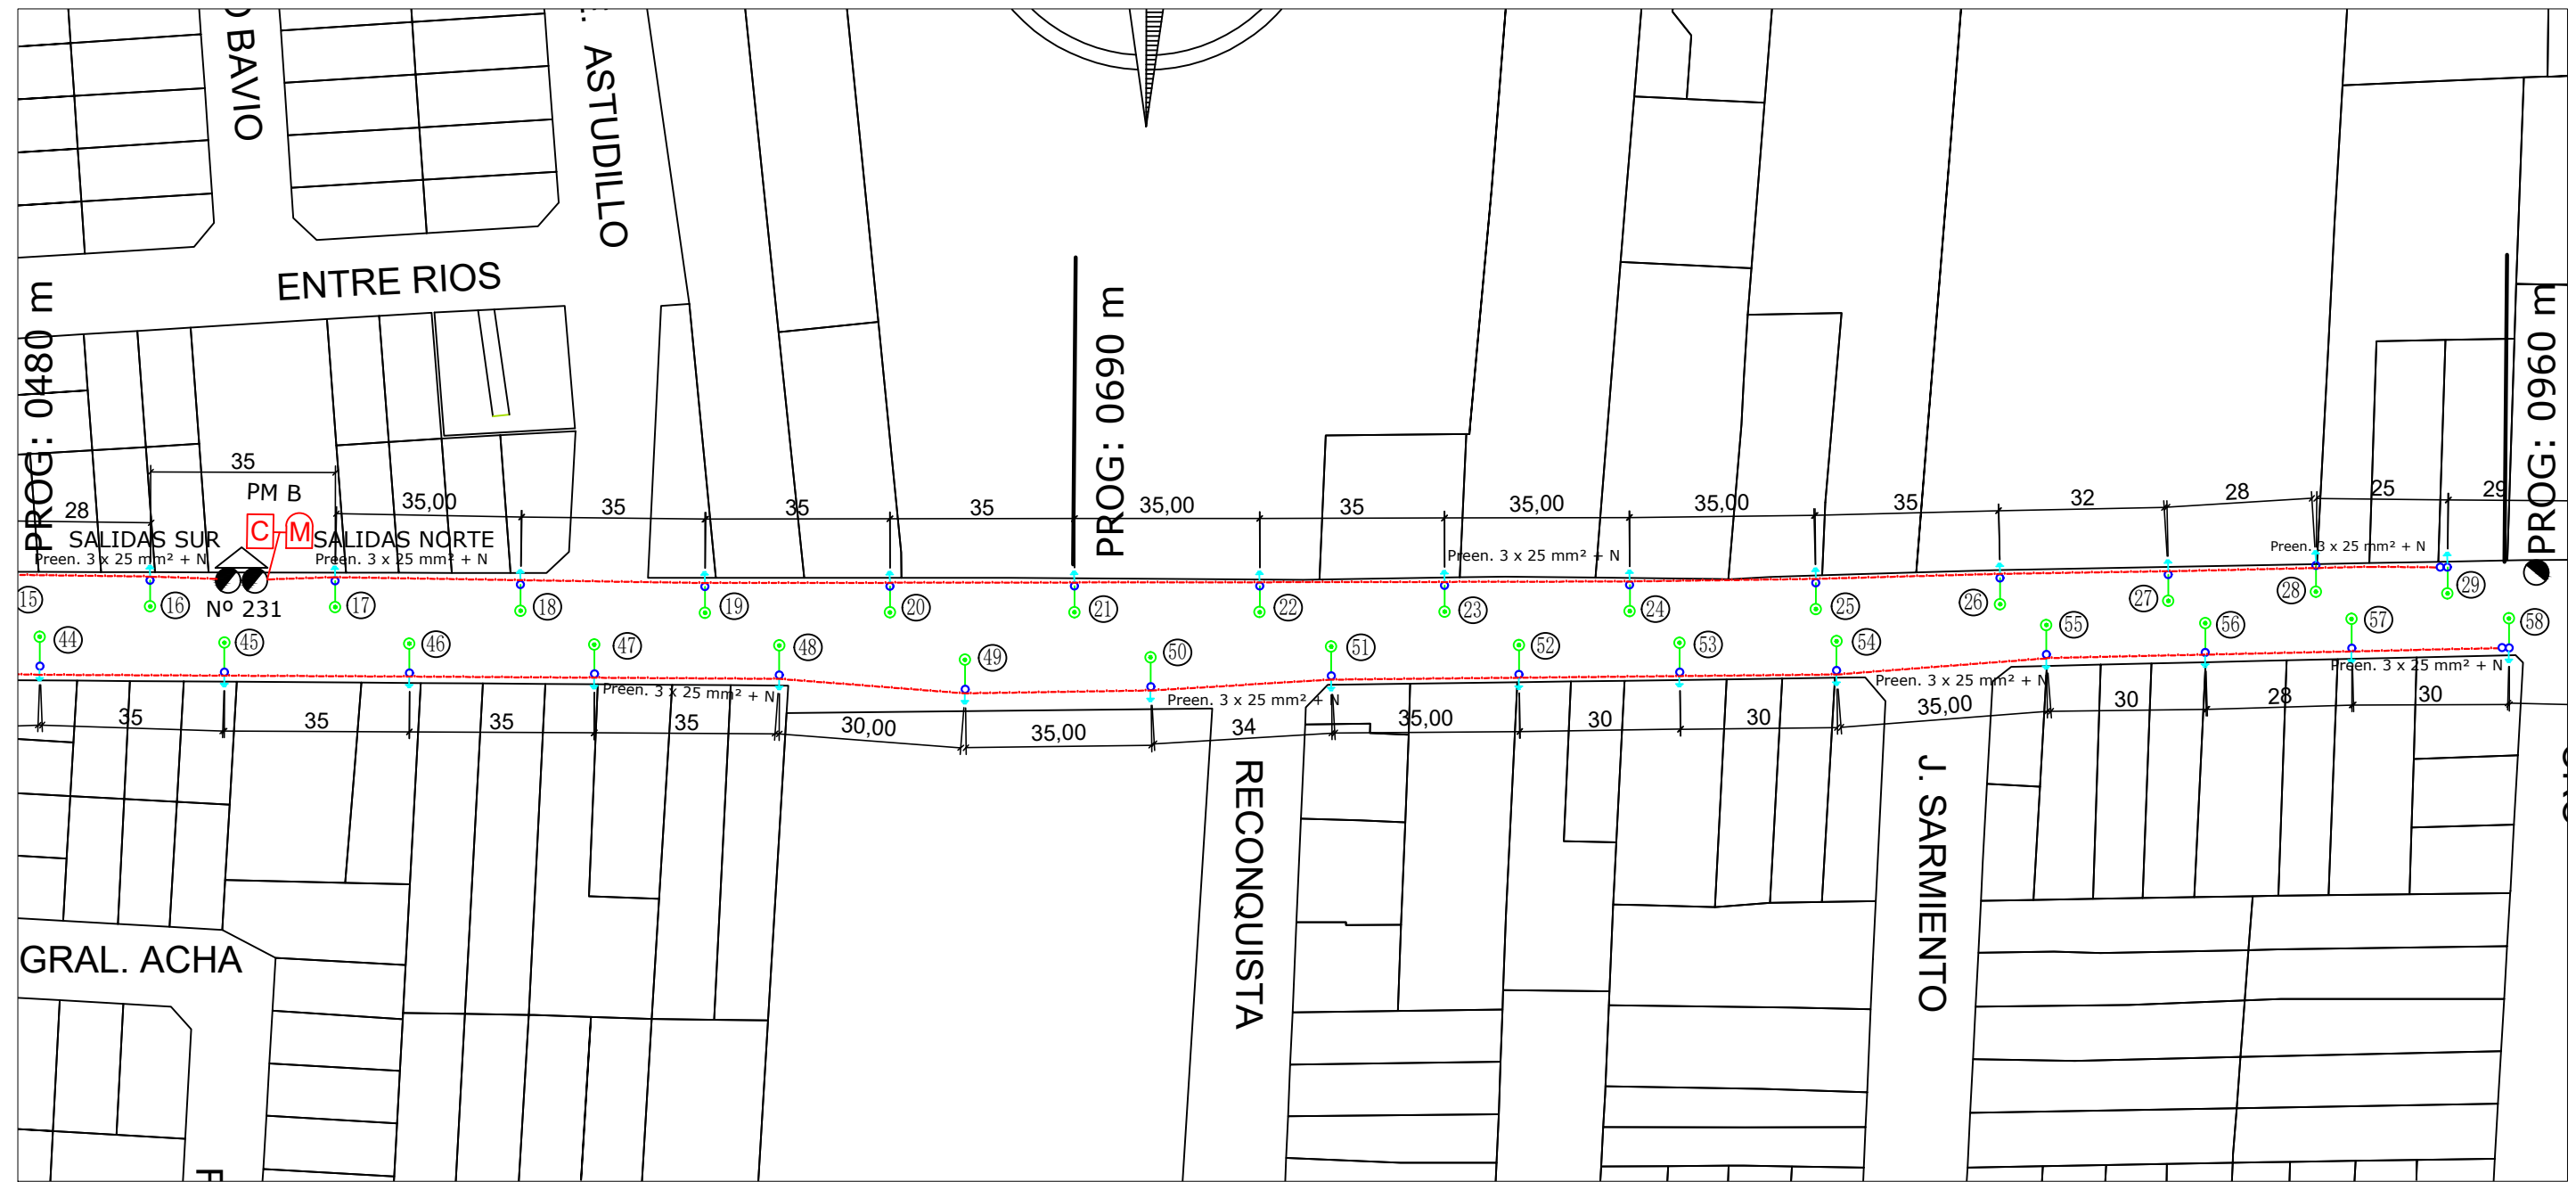 BAVIO
ASTUDILLO
ENTRE RIOS
PROG: 0480 m
PROG: 0690 m
PROG: 0960 m
35
PM B
28
35,00
35
35
35
35,00
35
35,00
35,00
35
32
28
25
29
C
M
SALIDAS SUR
SALIDAS NORTE
Preen. 3 x 25 mm² + N
Preen. 3 x 25 mm² + N
Preen. 3 x 25 mm² + N
Preen. 3 x 25 mm² + N
Nº 231
15
16
17
18
19
20
21
22
23
24
25
26
27
28
29
44
45
46
47
48
49
50
51
52
53
54
55
56
57
58
Preen. 3 x 25 mm² + N
Preen. 3 x 25 mm² + N
Preen. 3 x 25 mm² + N
Preen. 3 x 25 mm² + N
35
35
35
35
30,00
35,00
34
35,00
30
30
35,00
30
28
30
RECONQUISTA
J. SARMIENTO
GRAL. ACHA